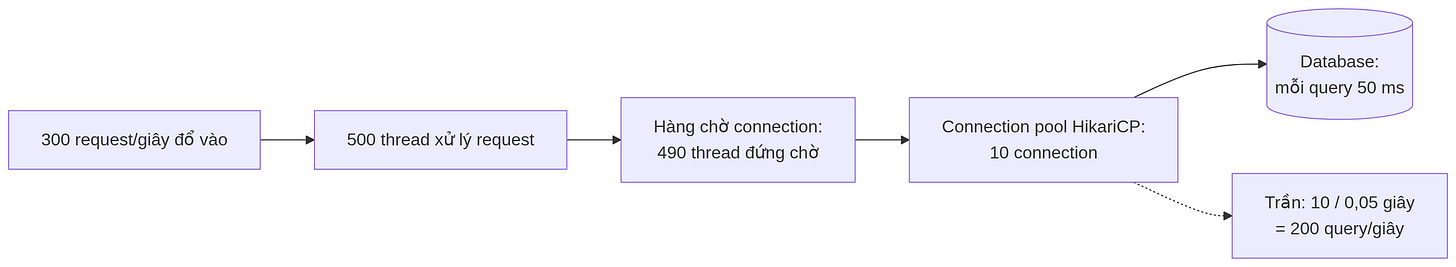 300 request/giây đổ vào
500 thread xử lý request
Hàng chờ connection:
490 thread đứng chờ
Connection pool HikariCP:
10 connection
Database:
mỗi query 50 ms
Trần: 10 / 0,05 giây
= 200 query/giây